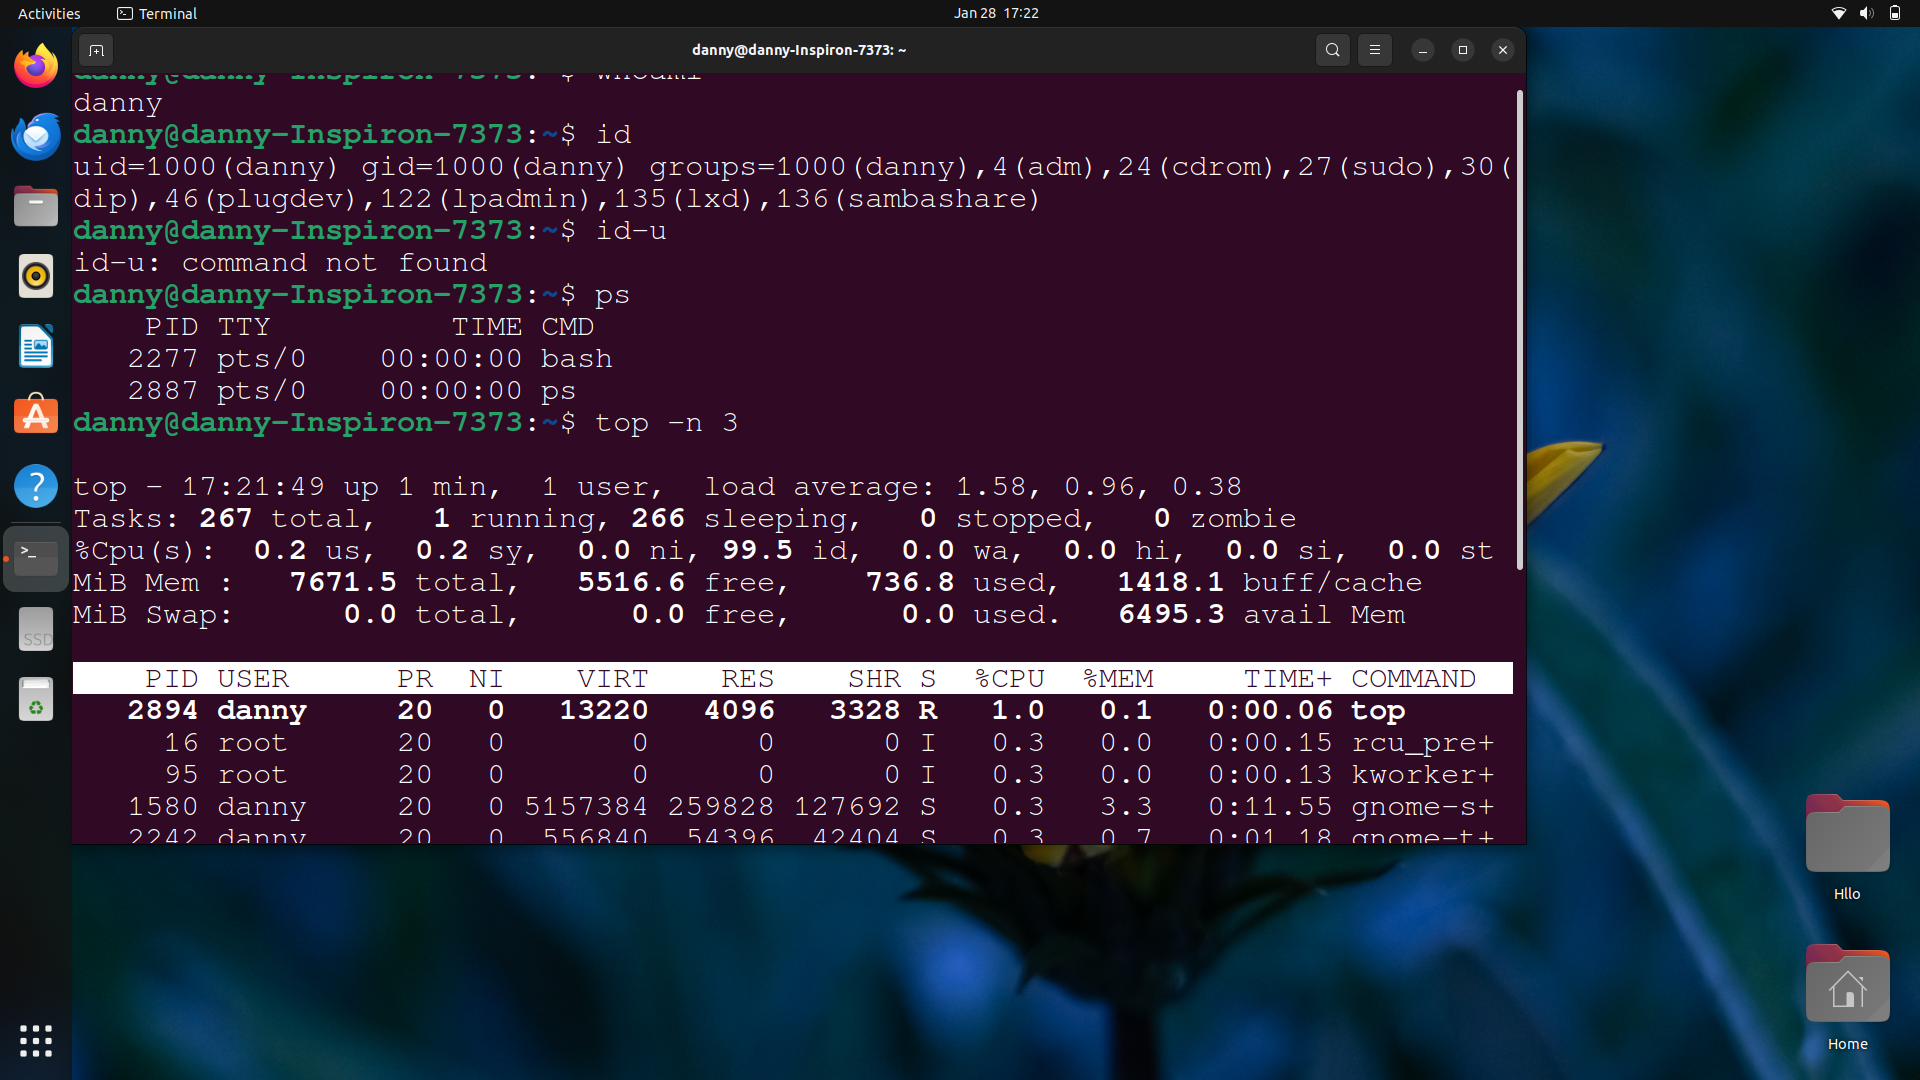 Activities
Terminal
Jan 28 17:22
danny@danny-Inspiron-7373: ~
danny@danny-Inspiron-7373:~$ whoami
danny
danny@danny-Inspiron-7373:~$ id
uid=1000(danny) gid=1000(danny) groups=1000(danny),4(adm),24(cdrom),27(sudo),30(
dip),46(plugdev),122(lpadmin),135(lxd),136(sambashare)
danny@danny-Inspiron-7373:~$ id-u
id-u: command not found
danny@danny-Inspiron-7373:~$ ps
PID TTY TIME CMD
2277 pts/0 00:00:00 bash
2887 pts/0 00:00:00 ps
danny@danny-Inspiron-7373:~$ top -n 3
top - 17:21:49 up 1 min, 1 user, load average: 1.58, 0.96, 0.38
Tasks: 267 total, 1 running, 266 sleeping, 0 stopped, 0 zombie
%Cpu(s): 0.2 us, 0.2 sy, 0.0 ni, 99.5 id, 0.0 wa, 0.0 hi, 0.0 si, 0.0 st
MiB Mem : 7671.5 total, 5516.6 free, 736.8 used, 1418.1 buff/cache
MiB Swap: 0.0 total, 0.0 free, 0.0 used. 6495.3 avail Mem
PID USER PR NI VIRT RES SHR S %CPU %MEM TIME+ COMMAND
2894 danny 20 0 13220 4096 3328 R 1.0 0.1 0:00.06 top
16 root 20 0 0 0 0 I 0.3 0.0 0:00.15 rcu_pre+
95 root 20 0 0 0 0 I 0.3 0.0 0:00.13 kworker+
1580 danny 20 0 5157384 259828 127692 S 0.3 3.3 0:11.55 gnome-s+
2242 danny 20 0 556840 54396 42404 S 0.3 0.7 0:01.18 gnome-t+
SSD
Hllo
Home